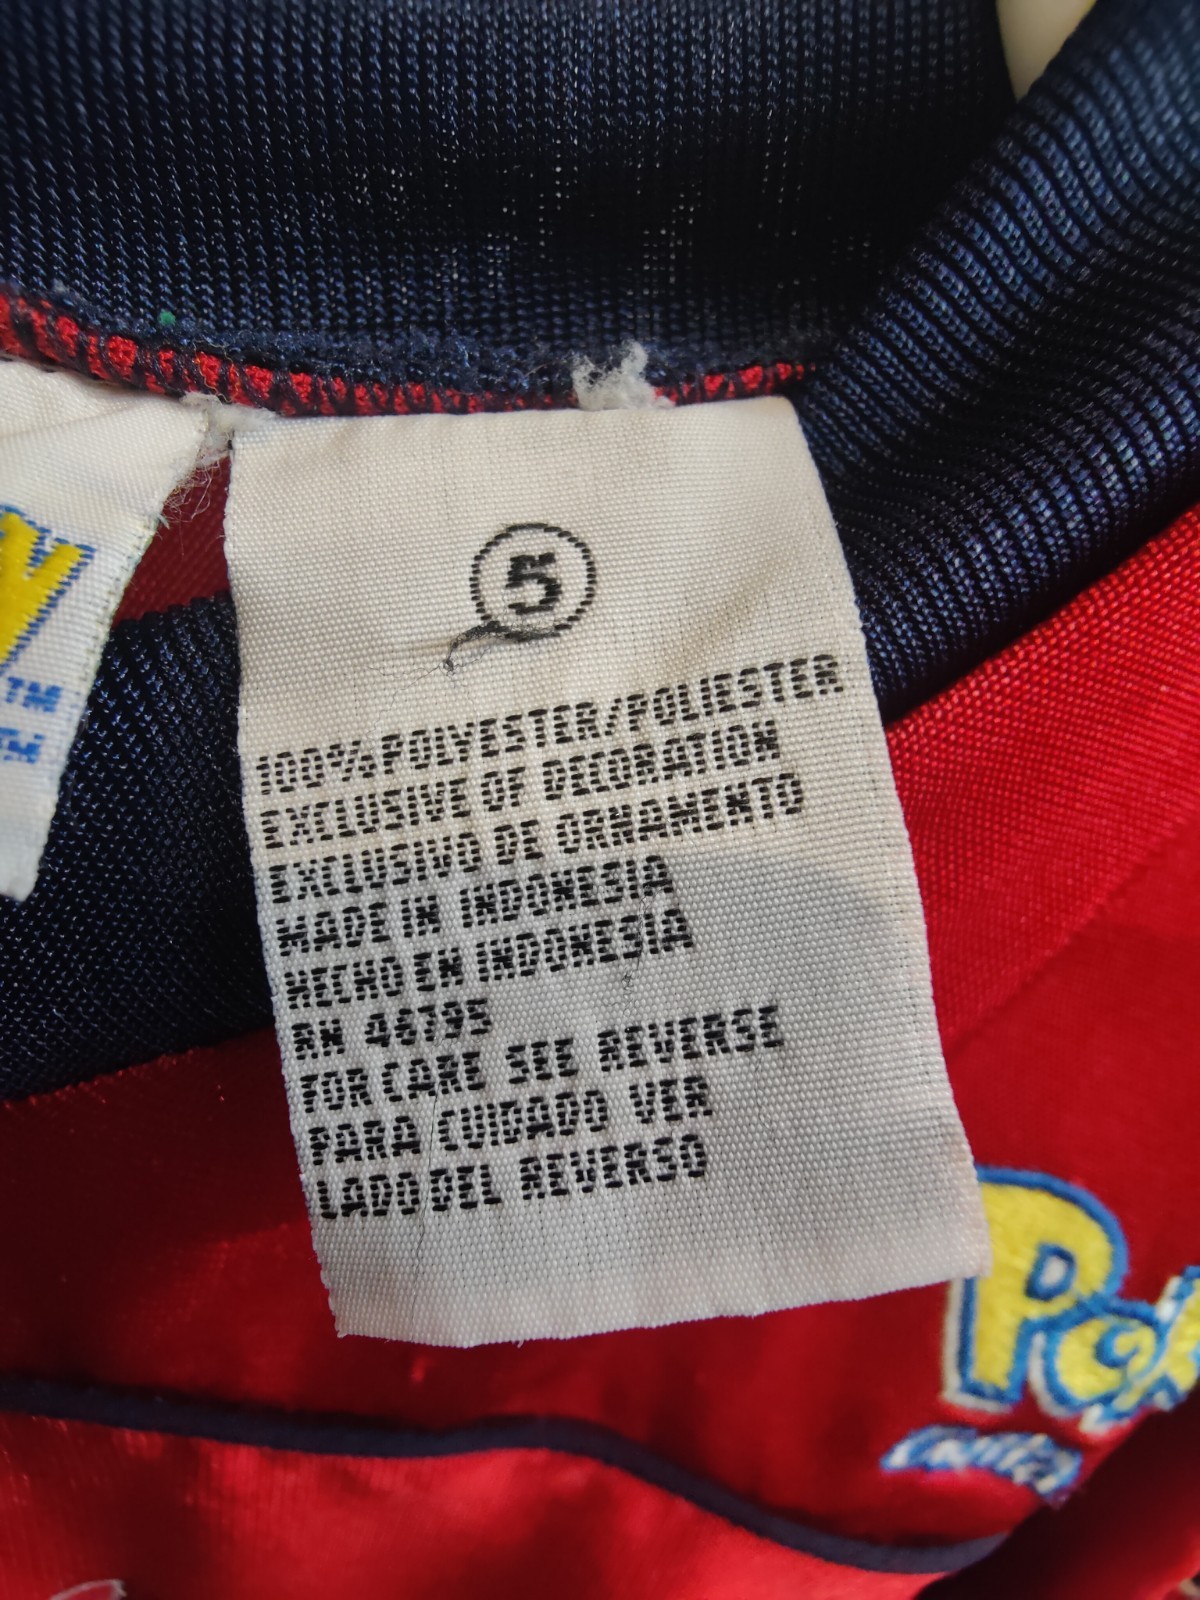 5
100% POLYESTER/POLIESTER
EXCLUSIVE OF DECORATION
EXCLUSIVO DE ORNAMENTO
MADE IN INDONESIA
HECHO EN INDONESIA
RN 46795
FOR CARE SEE REVERSE
PARA CUIDADO VER
LADO DEL REVERSO
TM
TM
Pok